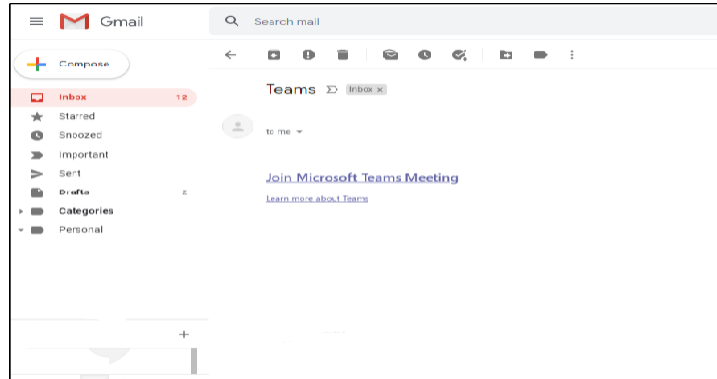 Gmail
Search mail
Compose
Teams
Inbox x
Inbox
12
Starred
to me
Snoozed
Important
Sent
Join Microsoft Teams Meeting
Drafts
2
Learn more about Teams
Categories
Personal
+